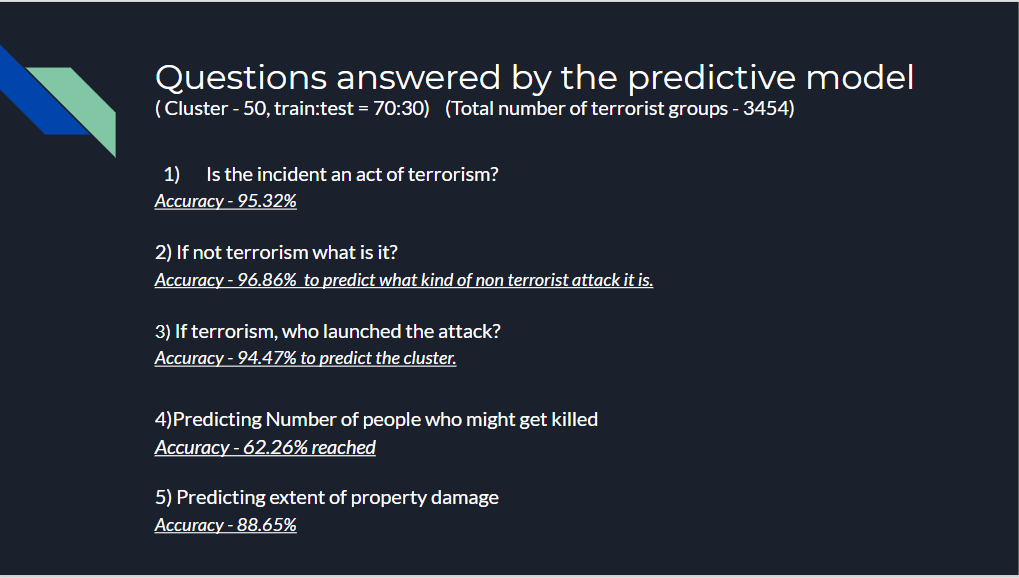 Questions answered by the predictive model
( Cluster - 50, train:test = 70:30) (Total number of terrorist groups - 3454)
1) Is the incident an act of terrorism?
Accuracy - 95.32%
2) If not terrorism what is it?
Accuracy - 96.86% to predict what kind of non terrorist attack it is.
3) If terrorism, who launched the attack?
Accuracy - 94.47% to predict the cluster.
4)Predicting Number of people who might get killed
Accuracy - 62.26% reached
5) Predicting extent of property damage
Accuracy - 88.65%